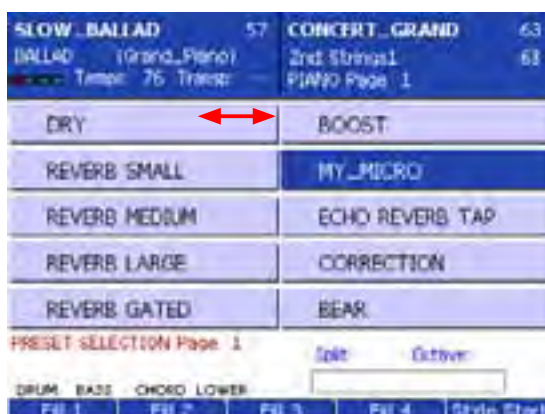 SLOW_BALLAD 57
BALLAD (Grand_Piano)
Tempo: 76 Transp:
CONCERT_GRAND 63
2nd Strings1 63
PIANO Page 1
DRY
BOOST
REVERB SMALL
MY_MICRO
REVERB MEDIUM
ECHO REVERB TAP
REVERB LARGE
CORRECTION
REVERB GATED
BEAR
PRESET SELECTION Page 1
Split: Octave:
DRUM BASS CHORD LOWER
Fill 1 Fill 2 Fill 3 Fill 4